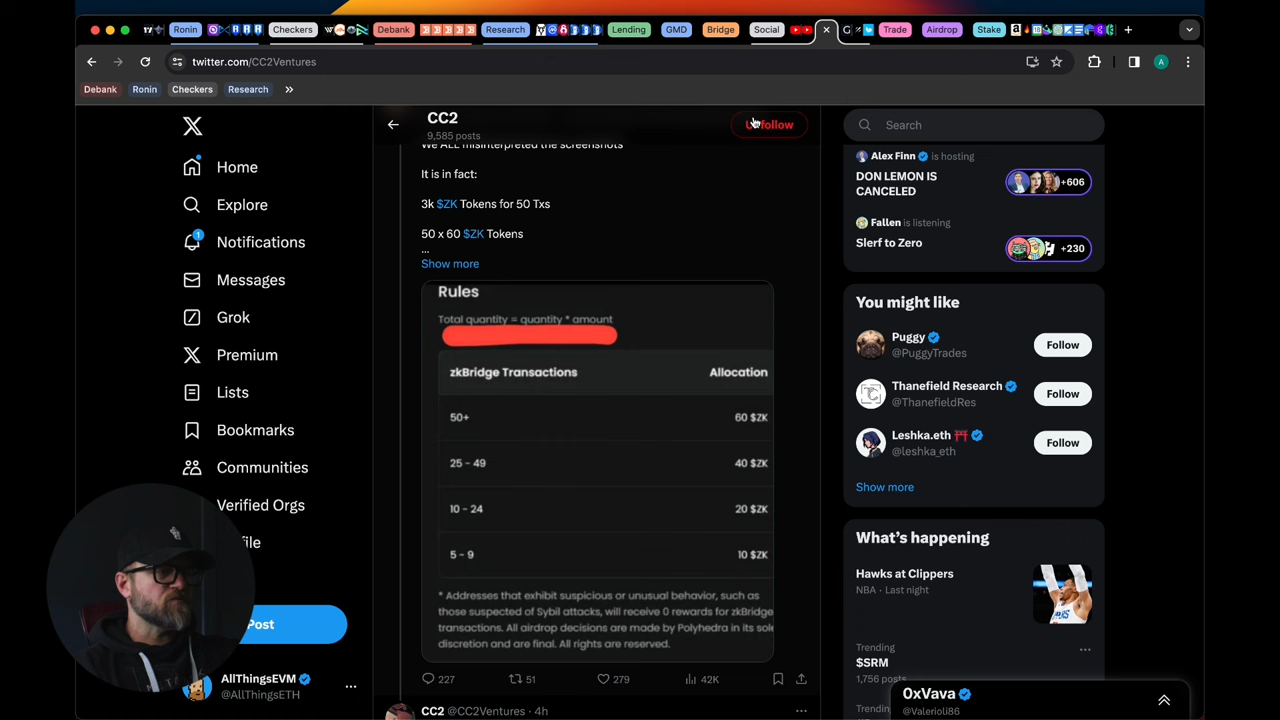 Ronin
Checkers
Debank
Research
Lending
GMD
Bridge
Social
Trade
Airdrop
Stake
twitter.com/CC2Ventures
A
Debank
Ronin
Checkers
Research
CC2
9,585 posts
We ALL misinterpreted the screenshots
It is in fact:
3k $ZK Tokens for 50 Txs
50 x 60 $ZK Tokens
...
Show more
Rules
Total quantity = quantity * amount
zkBridge Transactions Allocation
50+ 60 $ZK
25 - 49 40 $ZK
10 - 24 20 $ZK
5 - 9 10 $ZK
* Addresses that exhibit suspicious or unusual behavior, such as
those suspected of Sybil attacks, will receive 0 rewards for zkBridge
transactions. All airdrop decisions are made by Polyhedra in its sole
discretion and are final. All rights are reserved.
227 51 279 42K
CC2 @CC2Ventures · 4h
Home
Explore
1
Notifications
Messages
Grok
Premium
Lists
Bookmarks
Communities
Verified Orgs
file
Post
AllThingsEVM
@AllThingsETH
Search
Alex Finn is hosting
DON LEMON IS
CANCELED
+606
Fallen is listening
Slerf to Zero
+230
You might like
Puggy
@PuggyTrades
Follow
Thanefield Research
@ThanefieldRes
Follow
Leshka.eth
@leshka_eth
Follow
Show more
What's happening
Hawks at Clippers
NBA · Last night
Trending
$SRM
1,756 posts
0xVava
@Valerioli86